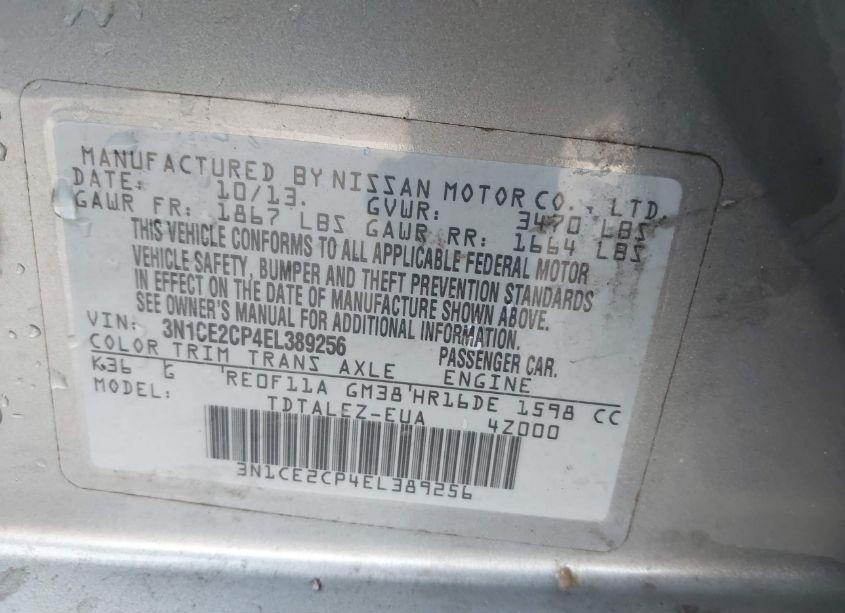 MANUFACTURED BY NISSAN MOTOR CO., LTD.
DATE: 10/13. GVWR: 3470 LBS
GAWR FR: 1867 LBS GAWR RR: 1664 LBS
THIS VEHICLE CONFORMS TO ALL APPLICABLE FEDERAL MOTOR
VEHICLE SAFETY, BUMPER AND THEFT PREVENTION STANDARDS
IN EFFECT ON THE DATE OF MANUFACTURE SHOWN ABOVE.
SEE OWNER'S MANUAL FOR ADDITIONAL INFORMATION.
VIN: 3N1CE2CP4EL389256 PASSENGER CAR.
COLOR TRIM TRANS AXLE ENGINE
K36 G 'RE0F11A GM38'HR16DE 1598 CC
MODEL: TDTALEZ-EUA 4Z000
3N1CE2CP4EL389256